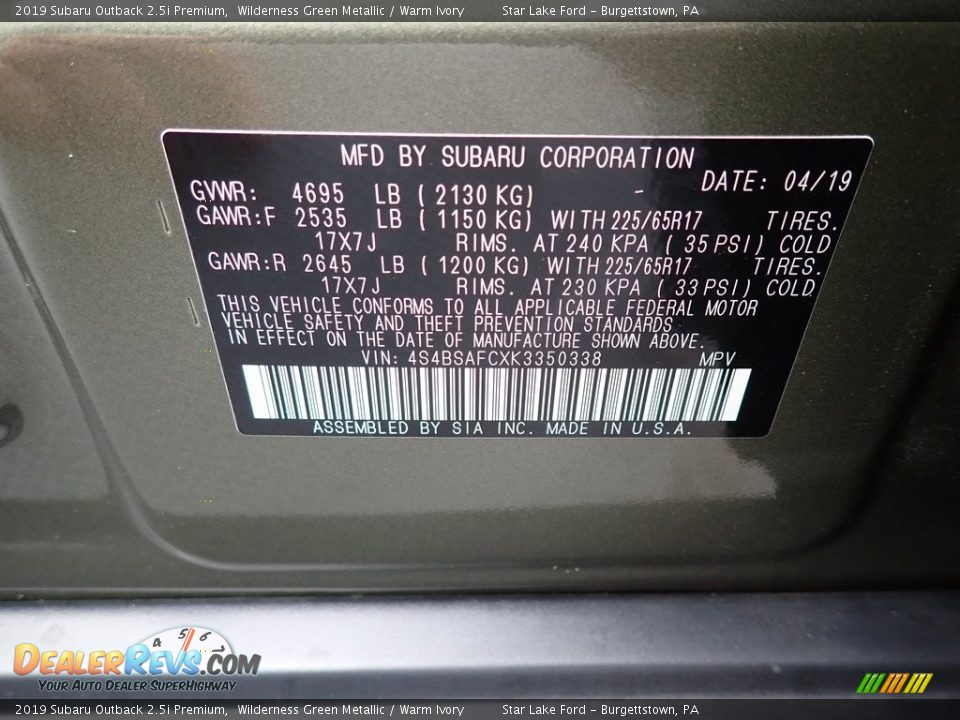 2019 Subaru Outback 2.5i Premium, Wilderness Green Metallic / Warm Ivory Star Lake Ford - Burgettstown, PA
MFD BY SUBARU CORPORATION
DATE: 04/19
GVWR: 4695 LB ( 2130 KG) -
GAWR:F 2535 LB ( 1150 KG) WITH 225/65R17 TIRES.
17X7J RIMS. AT 240 KPA ( 35 PSI) COLD
GAWR:R 2645 LB ( 1200 KG) WITH 225/65R17 TIRES.
17X7J RIMS. AT 230 KPA ( 33 PSI) COLD.
THIS VEHICLE CONFORMS TO ALL APPLICABLE FEDERAL MOTOR
VEHICLE SAFETY AND THEFT PREVENTION STANDARDS
IN EFFECT ON THE DATE OF MANUFACTURE SHOWN ABOVE.
VIN: 4S4BSAFCXK3350338 MPV
ASSEMBLED BY SIA INC. MADE IN U.S.A.
4 5 6
DEALERREVS.COM
YOUR AUTO DEALER SUPERHIGHWAY
2019 Subaru Outback 2.5i Premium, Wilderness Green Metallic / Warm Ivory Star Lake Ford - Burgettstown, PA